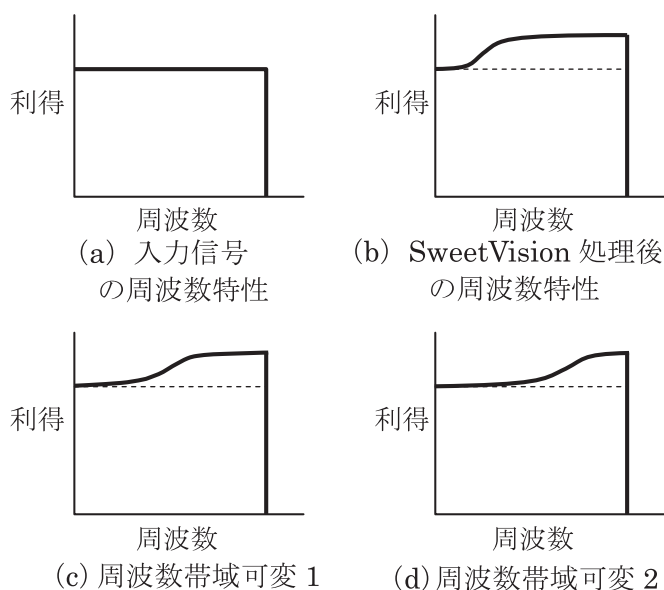 利得
周波数
(a) 入力信号
の周波数特性
利得
周波数
(b) SweetVision 処理後
の周波数特性
利得
周波数
(c) 周波数帯域可変 1
利得
周波数
(d) 周波数帯域可変 2